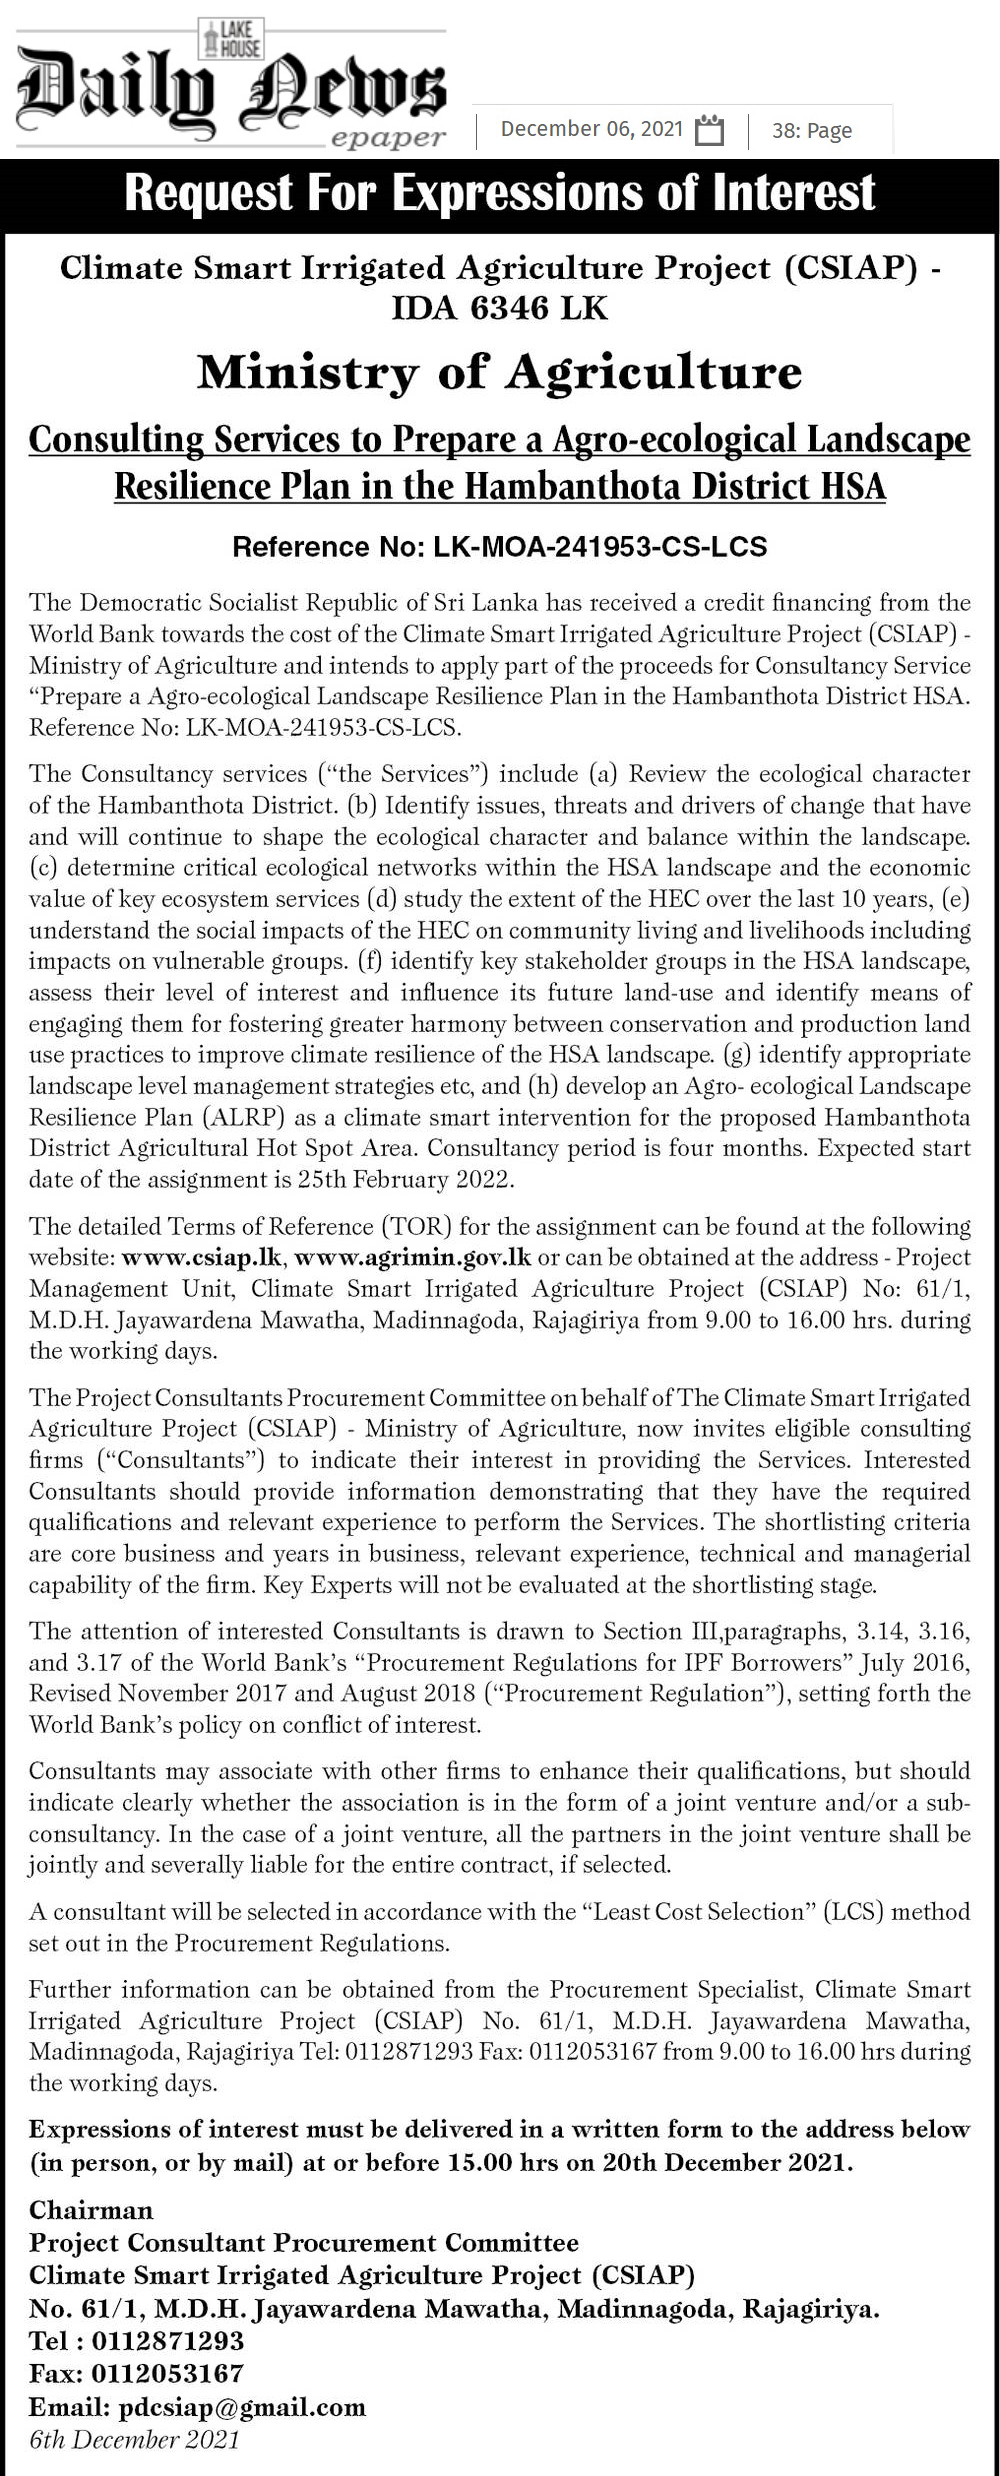 LAKE
HOUSE
Daily News
epaper
December 06, 2021
38: Page
Request For Expressions of Interest
Climate Smart Irrigated Agriculture Project (CSIAP) -
IDA 6346 LK
Ministry of Agriculture
Consulting Services to Prepare a Agro-ecological Landscape
Resilience Plan in the Hambanthota District HSA
Reference No: LK-MOA-241953-CS-LCS
The Democratic Socialist Republic of Sri Lanka has received a credit financing from the
World Bank towards the cost of the Climate Smart Irrigated Agriculture Project (CSIAP) -
Ministry of Agriculture and intends to apply part of the proceeds for Consultancy Service
“Prepare a Agro-ecological Landscape Resilience Plan in the Hambanthota District HSA.
Reference No: LK-MOA-241953-CS-LCS.
The Consultancy services (“the Services”) include (a) Review the ecological character
of the Hambanthota District. (b) Identify issues, threats and drivers of change that have
and will continue to shape the ecological character and balance within the landscape.
(c) determine critical ecological networks within the HSA landscape and the economic
value of key ecosystem services (d) study the extent of the HEC over the last 10 years, (e)
understand the social impacts of the HEC on community living and livelihoods including
impacts on vulnerable groups. (f) identify key stakeholder groups in the HSA landscape,
assess their level of interest and influence its future land-use and identify means of
engaging them for fostering greater harmony between conservation and production land
use practices to improve climate resilience of the HSA landscape. (g) identify appropriate
landscape level management strategies etc, and (h) develop an Agro- ecological Landscape
Resilience Plan (ALRP) as a climate smart intervention for the proposed Hambanthota
District Agricultural Hot Spot Area. Consultancy period is four months. Expected start
date of the assignment is 25th February 2022.
The detailed Terms of Reference (TOR) for the assignment can be found at the following
website: www.csiap.lk, www.agrimin.gov.lk or can be obtained at the address - Project
Management Unit, Climate Smart Irrigated Agriculture Project (CSIAP) No: 61/1,
M.D.H. Jayawardena Mawatha, Madinnagoda, Rajagiriya from 9.00 to 16.00 hrs. during
the working days.
The Project Consultants Procurement Committee on behalf of The Climate Smart Irrigated
Agriculture Project (CSIAP) - Ministry of Agriculture, now invites eligible consulting
firms (“Consultants”) to indicate their interest in providing the Services. Interested
Consultants should provide information demonstrating that they have the required
qualifications and relevant experience to perform the Services. The shortlisting criteria
are core business and years in business, relevant experience, technical and managerial
capability of the firm. Key Experts will not be evaluated at the shortlisting stage.
The attention of interested Consultants is drawn to Section III,paragraphs, 3.14, 3.16,
and 3.17 of the World Bank’s “Procurement Regulations for IPF Borrowers” July 2016,
Revised November 2017 and August 2018 (“Procurement Regulation”), setting forth the
World Bank’s policy on conflict of interest.
Consultants may associate with other firms to enhance their qualifications, but should
indicate clearly whether the association is in the form of a joint venture and/or a sub-
consultancy. In the case of a joint venture, all the partners in the joint venture shall be
jointly and severally liable for the entire contract, if selected.
A consultant will be selected in accordance with the “Least Cost Selection” (LCS) method
set out in the Procurement Regulations.
Further information can be obtained from the Procurement Specialist, Climate Smart
Irrigated Agriculture Project (CSIAP) No. 61/1, M.D.H. Jayawardena Mawatha,
Madinnagoda, Rajagiriya Tel: 0112871293 Fax: 0112053167 from 9.00 to 16.00 hrs during
the working days.
Expressions of interest must be delivered in a written form to the address below
(in person, or by mail) at or before 15.00 hrs on 20th December 2021.
Chairman
Project Consultant Procurement Committee
Climate Smart Irrigated Agriculture Project (CSIAP)
No. 61/1, M.D.H. Jayawardena Mawatha, Madinnagoda, Rajagiriya.
Tel : 0112871293
Fax: 0112053167
Email: pdcsiap@gmail.com
6th December 2021